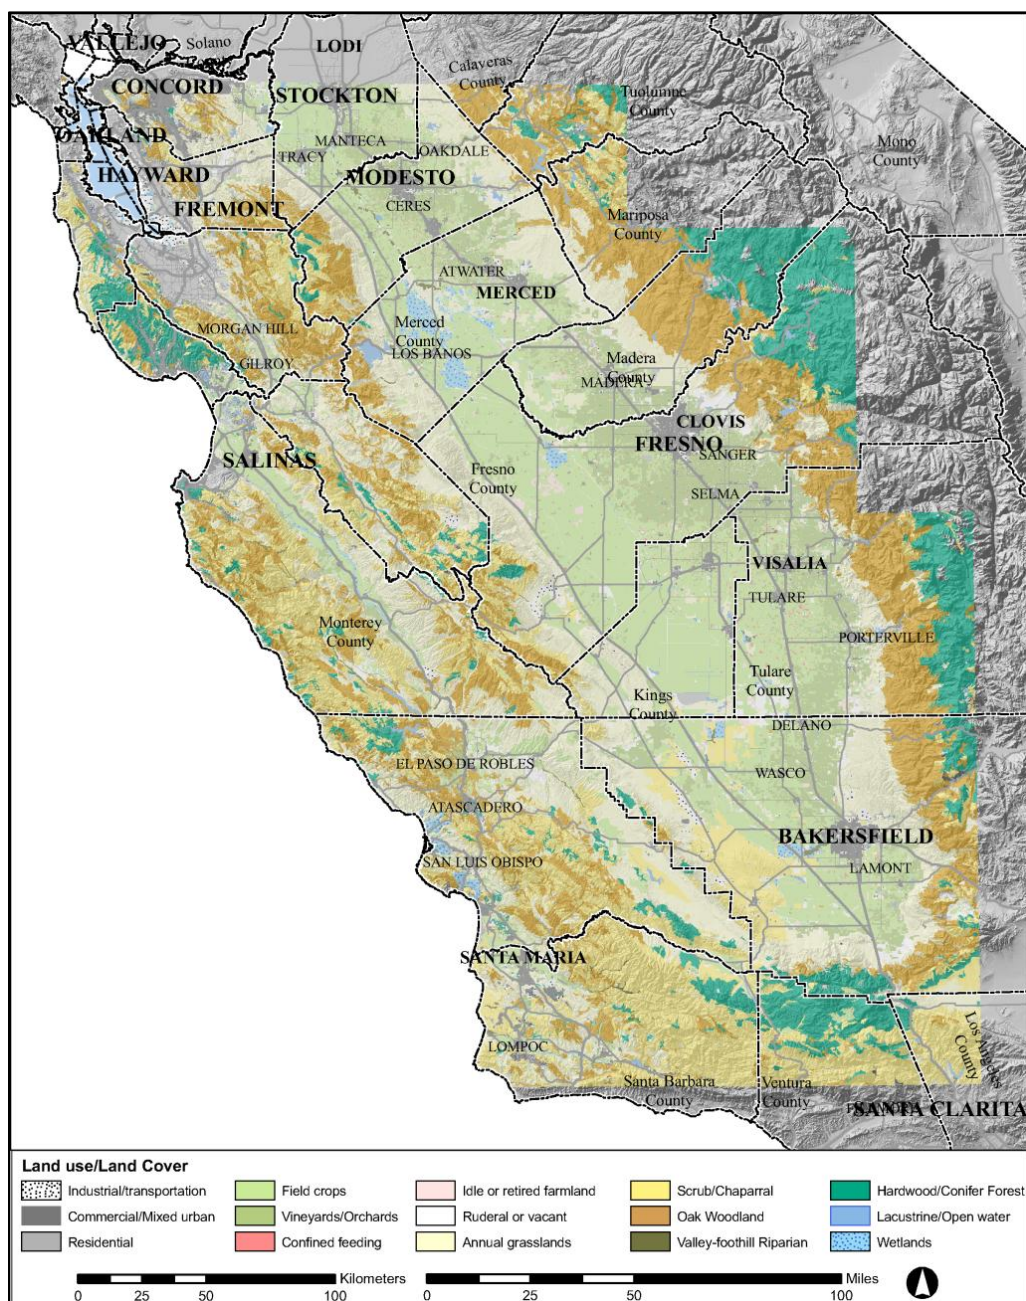 VALLEJO
Solano
LODI
CONCORD
Calaveras
County
STOCKTON
Tuolumne
County
OAKLAND
MANTECA
Mono
County
TRACY
OAKDALE
HAYWARD
MODESTO
FREMONT
CERES
Mariposa
County
ATWATER
MERCED
MORGAN HILL
Merced
County
GILROY
LOS BANOS
Madera
County
MADERA
CLOVIS
FRESNO
SALINAS
SANGER
Fresno
County
SELMA
VISALIA
TULARE
Monterey
County
PORTERVILLE
Tulare
County
Kings
County
DELANO
EL PASO DE ROBLES
WASCO
ATASCADERO
BAKERSFIELD
SAN LUIS OBISPO
LAMONT
SANTA MARIA
LOMPOC
Los Angeles
County
Santa Barbara
County
Ventura
County
SANTA CLARITA
Land use/Land Cover
Industrial/transportation
Field crops
Idle or retired farmland
Scrub/Chaparral
Hardwood/Conifer Forest
Commercial/Mixed urban
Vineyards/Orchards
Ruderal or vacant
Oak Woodland
Lacustrine/Open water
Residential
Confined feeding
Annual grasslands
Valley-foothill Riparian
Wetlands
Kilometers
0 25 50 100
Miles
0 25 50 100